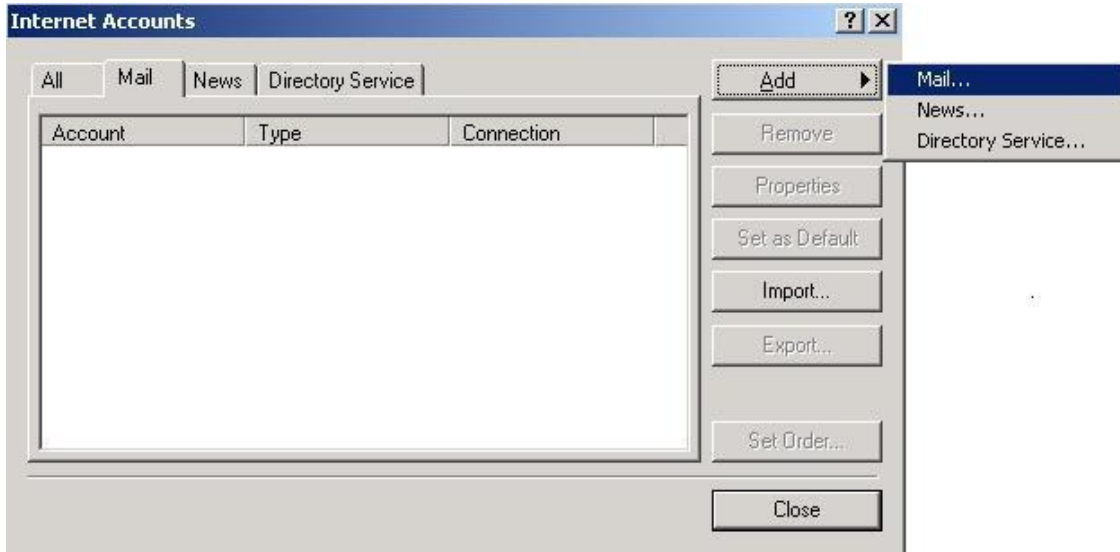 Internet Accounts
All Mail News Directory Service
Account Type Connection
Add
Remove
Properties
Set as Default
Import...
Export...
Set Order...
Close
Mail...
News...
Directory Service...